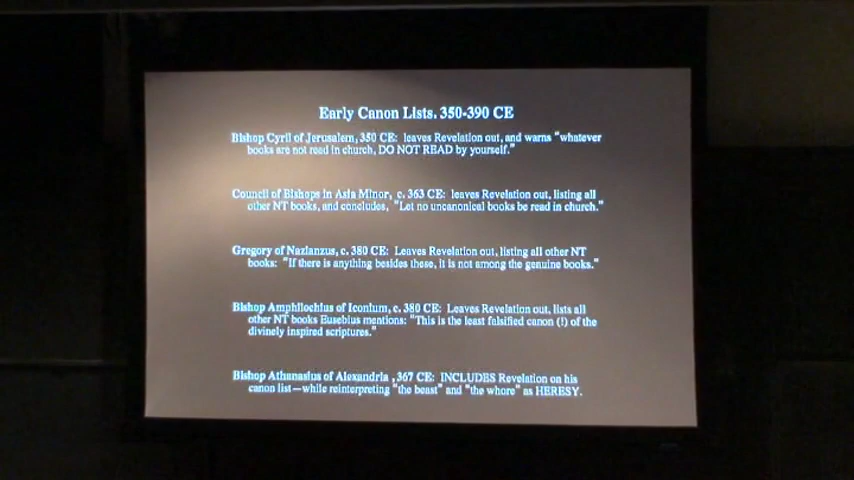 Early Canon Lists. 350-390 CE
Bishop Cyril of Jerusalem, 350 CE: leaves Revelation out, and warns "whatever
books are not read in church, DO NOT READ by yourself."
Council of Bishops in Asia Minor, c. 363 CE: leaves Revelation out, listing all
other NT books, and concludes, "Let no uncanonical books be read in church."
Gregory of Nazianzus, c. 380 CE: Leaves Revelation out, listing all other NT
books: "If there is anything besides these, it is not among the genuine books."
Bishop Amphilochius of Iconium, c. 380 CE: Leaves Revelation out, lists all
other NT books Eusebius mentions: "This is the least falsified canon (!) of the
divinely inspired scriptures."
Bishop Athanasius of Alexandria , 367 CE: INCLUDES Revelation on his
canon list—while reinterpreting "the beast" and "the whore" as HERESY.